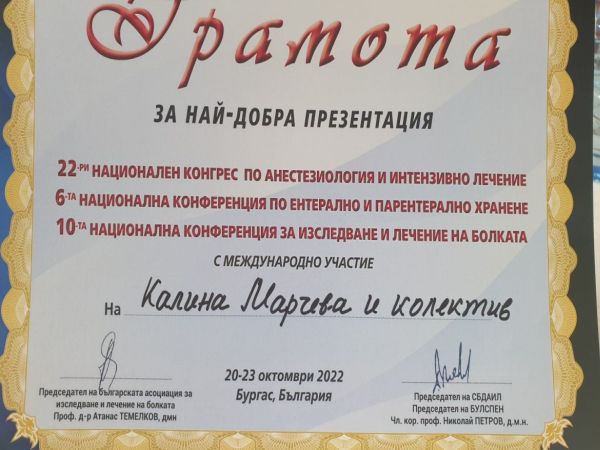 Грамота
ЗА НАЙ-ДОБРА ПРЕЗЕНТАЦИЯ
22-РИ НАЦИОНАЛЕН КОНГРЕС ПО АНЕСТЕЗИОЛОГИЯ И ИНТЕНЗИВНО ЛЕЧЕНИЕ
6-ТА НАЦИОНАЛНА КОНФЕРЕНЦИЯ ПО ЕНТЕРАЛНО И ПАРЕНТЕРАЛНО ХРАНЕНЕ
10-ТА НАЦИОНАЛНА КОНФЕРЕНЦИЯ ЗА ИЗСЛЕДВАНЕ И ЛЕЧЕНИЕ НА БОЛКАТА
С МЕЖДУНАРОДНО УЧАСТИЕ
На Калина Марчева и колектив
20-23 октомври 2022
Бургас, България
Председател на българската асоциация за
изследване и лечение на болката
Проф. д-р Атанас ТЕМЕЛКОВ, дмн
Председател на СБДАИЛ
Председател на БУЛСПЕН
Чл. кор. проф. Николай ПЕТРОВ, д.м.н.